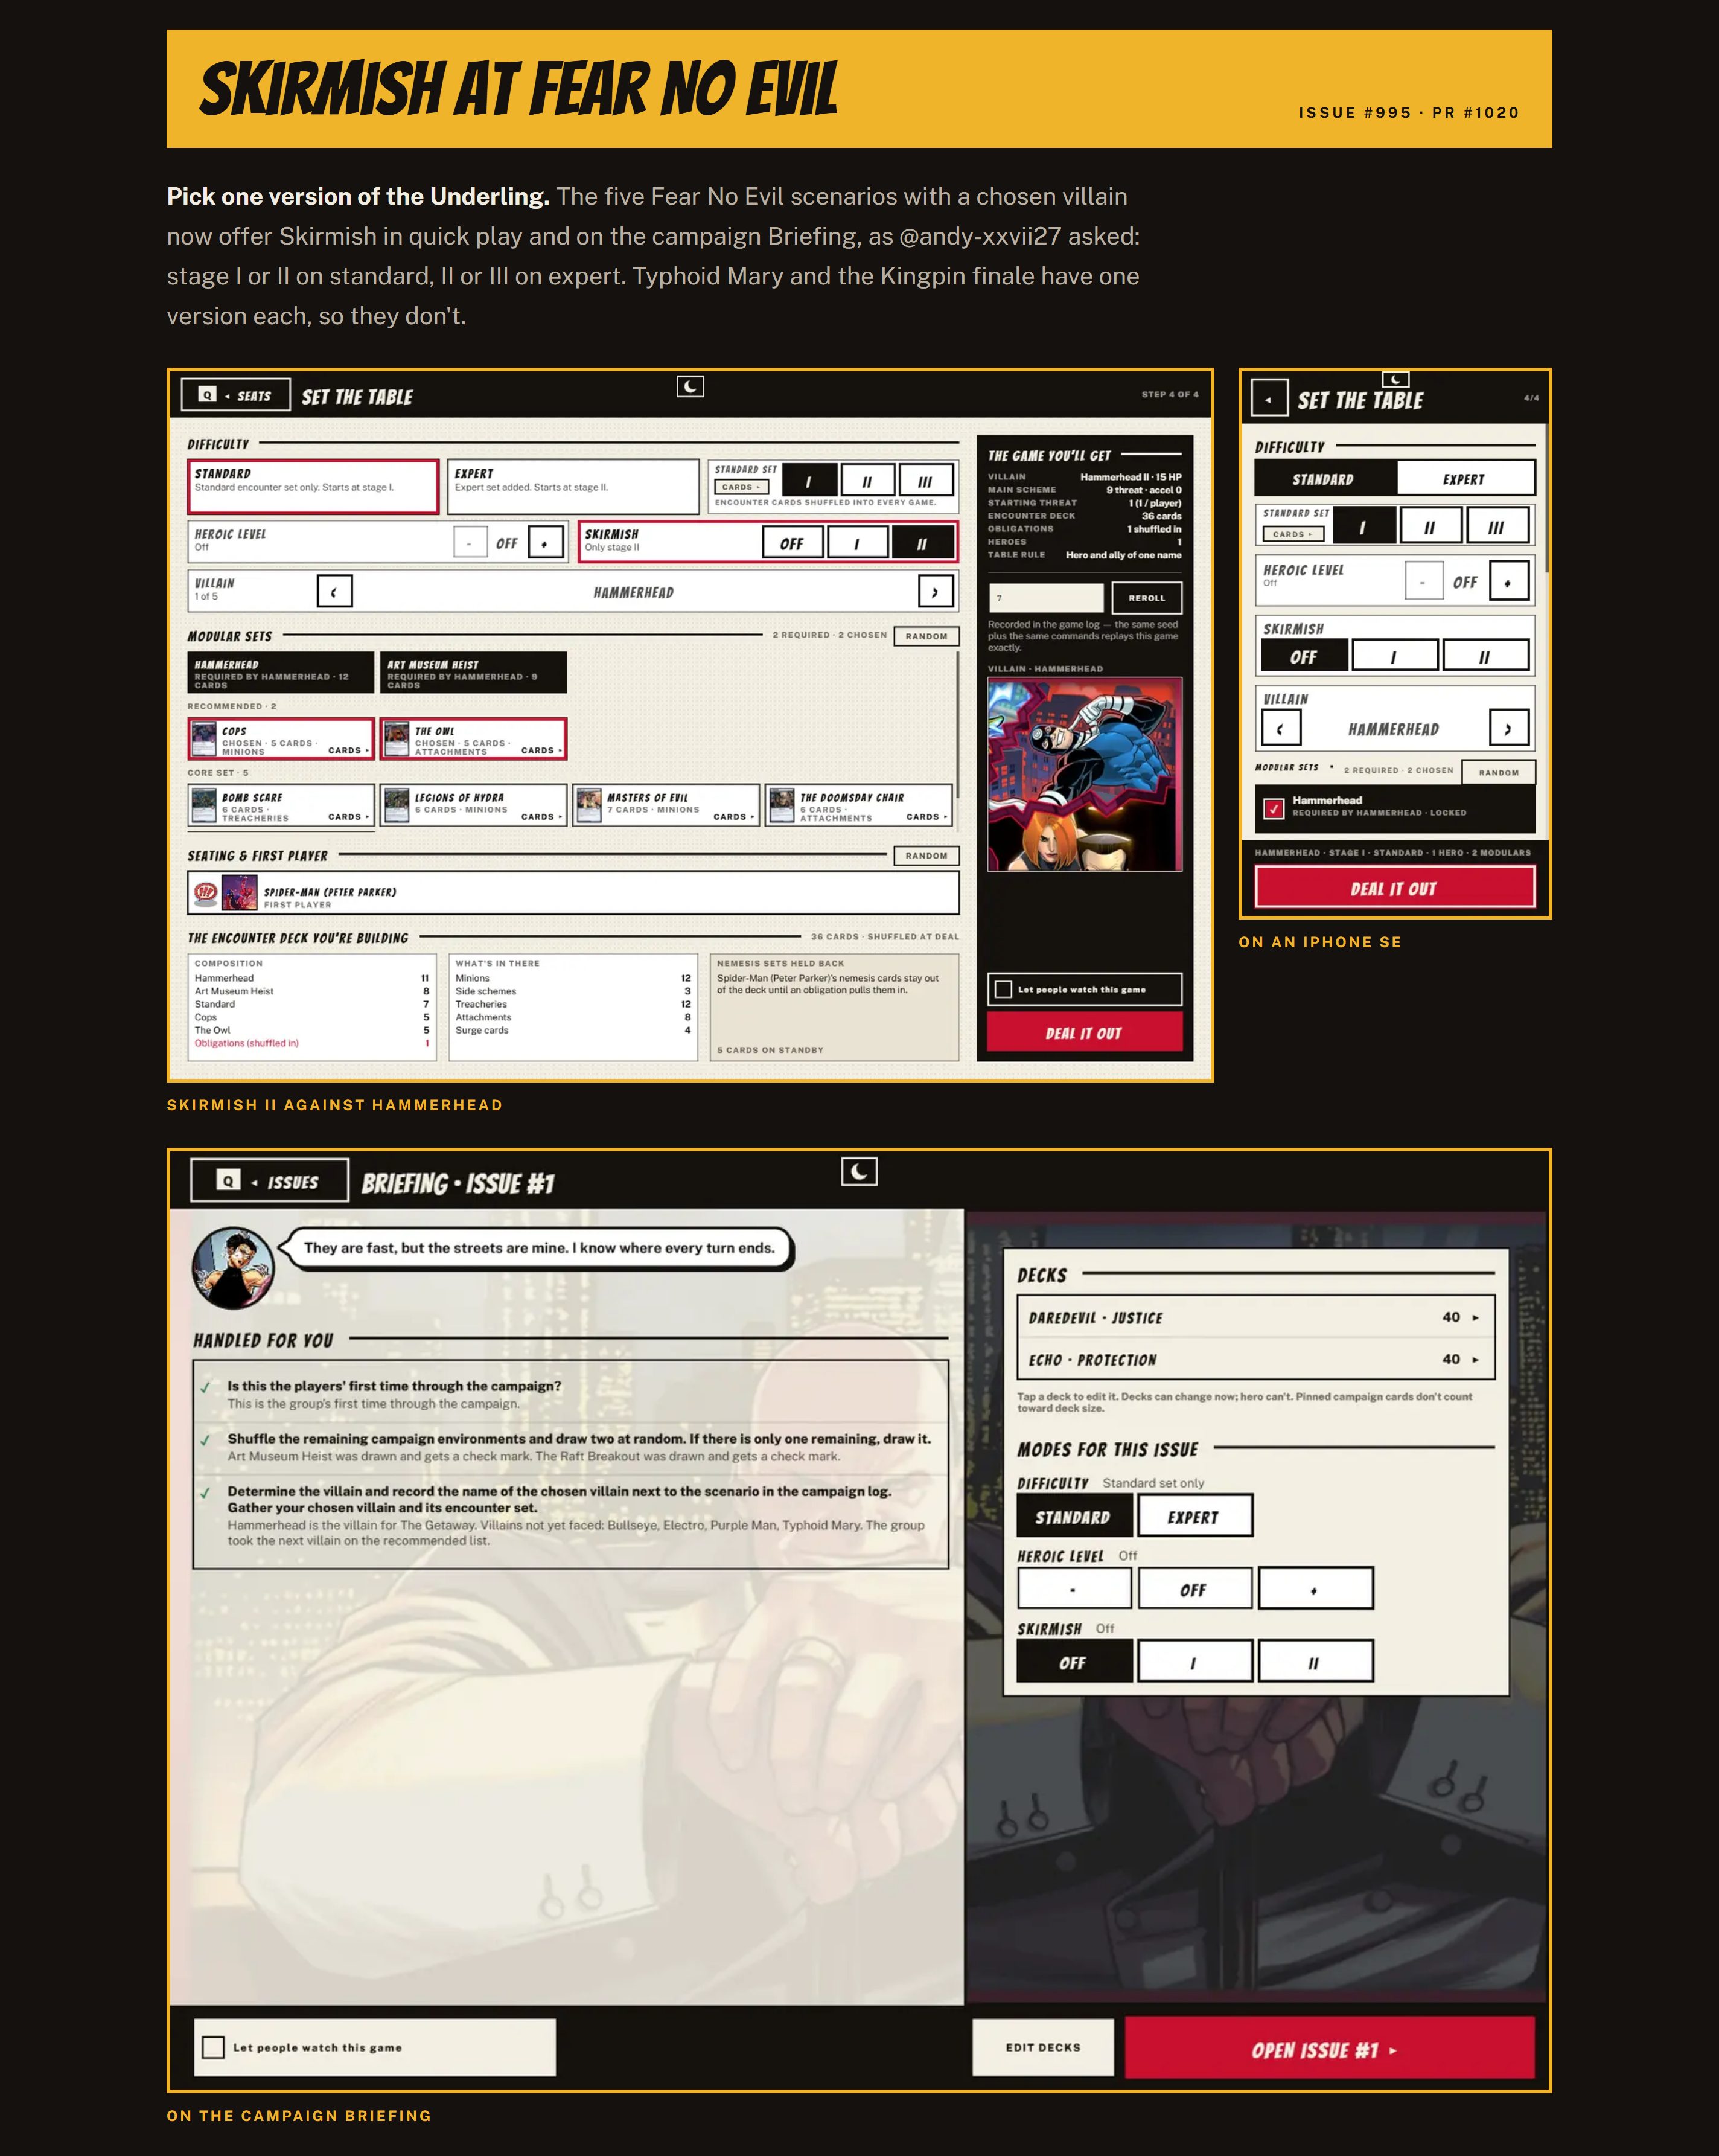 SKIRMISH AT FEAR NO EVIL
ISSUE #995 · PR #1020
Pick one version of the Underling. The five Fear No Evil scenarios with a chosen villain
now offer Skirmish in quick play and on the campaign Briefing, as @andy-xxvii27 asked:
stage I or II on standard, II or III on expert. Typhoid Mary and the Kingpin finale have one
version each, so they don't.
Q ◂ SEATS
SET THE TABLE
STEP 4 OF 4
DIFFICULTY
STANDARD
Standard encounter set only. Starts at stage I.
EXPERT
Expert set added. Starts at stage II.
STANDARD SET
CARDS ▸
I II III
ENCOUNTER CARDS SHUFFLED INTO EVERY GAME.
HEROIC LEVEL
Off
- OFF +
SKIRMISH
Only stage II
OFF I II
VILLAIN
1 of 5
‹ HAMMERHEAD ›
MODULAR SETS
2 REQUIRED · 2 CHOSEN
RANDOM
HAMMERHEAD
REQUIRED BY HAMMERHEAD · 12
CARDS
ART MUSEUM HEIST
REQUIRED BY HAMMERHEAD · 9
CARDS
RECOMMENDED · 2
COPS
CHOSEN · 5 CARDS ·
MINIONS
CARDS ▸
THE OWL
CHOSEN · 5 CARDS ·
ATTACHMENTS
CARDS ▸
CORE SET · 5
BOMB SCARE
6 CARDS ·
TREACHERIES
CARDS ▸
LEGIONS OF HYDRA
6 CARDS · MINIONS
CARDS ▸
MASTERS OF EVIL
7 CARDS · MINIONS
CARDS ▸
THE DOOMSDAY CHAIR
6 CARDS ·
ATTACHMENTS
CARDS ▸
SEATING & FIRST PLAYER
RANDOM
SPIDER-MAN (PETER PARKER)
FIRST PLAYER
THE ENCOUNTER DECK YOU'RE BUILDING
36 CARDS · SHUFFLED AT DEAL
COMPOSITION
Hammerhead 11
Art Museum Heist 8
Standard 7
Cops 5
The Owl 5
Obligations (shuffled in) 1
WHAT'S IN THERE
Minions 12
Side schemes 3
Treacheries 12
Attachments 8
Surge cards 4
NEMESIS SETS HELD BACK
Spider-Man (Peter Parker)'s nemesis cards stay out
of the deck until an obligation pulls them in.
5 CARDS ON STANDBY
THE GAME YOU'LL GET
VILLAIN Hammerhead II · 15 HP
MAIN SCHEME 9 threat · accel 0
STARTING THREAT 1 (1 / player)
ENCOUNTER DECK 36 cards
OBLIGATIONS 1 shuffled in
HEROES 1
TABLE RULE Hero and ally of one name
7
REROLL
Recorded in the game log — the same seed
plus the same commands replays this game
exactly.
VILLAIN · HAMMERHEAD
Let people watch this game
DEAL IT OUT
SKIRMISH II AGAINST HAMMERHEAD
◂
SET THE TABLE
4/4
DIFFICULTY
STANDARD EXPERT
STANDARD SET
CARDS ▸
I II III
HEROIC LEVEL
Off
- OFF +
SKIRMISH
OFF I II
VILLAIN
‹ HAMMERHEAD ›
MODULAR SETS
2 REQUIRED · 2 CHOSEN
RANDOM
Hammerhead
REQUIRED BY HAMMERHEAD · LOCKED
HAMMERHEAD · STAGE I · STANDARD · 1 HERO · 2 MODULARS
DEAL IT OUT
ON AN IPHONE SE
Q ◂ ISSUES
BRIEFING · ISSUE #1
They are fast, but the streets are mine. I know where every turn ends.
HANDLED FOR YOU
✓ Is this the players' first time through the campaign?
This is the group's first time through the campaign.
✓ Shuffle the remaining campaign environments and draw two at random. If there is only one remaining, draw it.
Art Museum Heist was drawn and gets a check mark. The Raft Breakout was drawn and gets a check mark.
✓ Determine the villain and record the name of the chosen villain next to the scenario in the campaign log.
Gather your chosen villain and its encounter set.
Hammerhead is the villain for The Getaway. Villains not yet faced: Bullseye, Electro, Purple Man, Typhoid Mary. The group
took the next villain on the recommended list.
DECKS
DAREDEVIL · JUSTICE 40 ▸
ECHO · PROTECTION 40 ▸
Tap a deck to edit it. Decks can change now; hero can't. Pinned campaign cards don't count
toward deck size.
MODES FOR THIS ISSUE
DIFFICULTY Standard set only
STANDARD EXPERT
HEROIC LEVEL Off
- OFF +
SKIRMISH Off
OFF I II
Let people watch this game
EDIT DECKS
OPEN ISSUE #1 ▸
ON THE CAMPAIGN BRIEFING